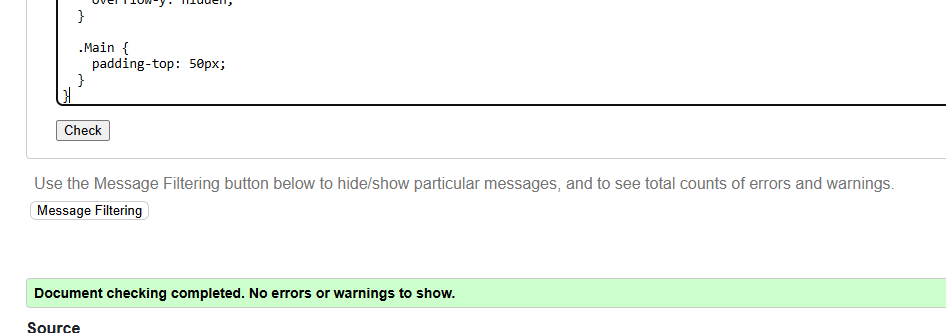 overflow-y: hidden;
}
.Main {
padding-top: 50px;
}
}
Check
Use the Message Filtering button below to hide/show particular messages, and to see total counts of errors and warnings.
Message Filtering
Document checking completed. No errors or warnings to show.
Source